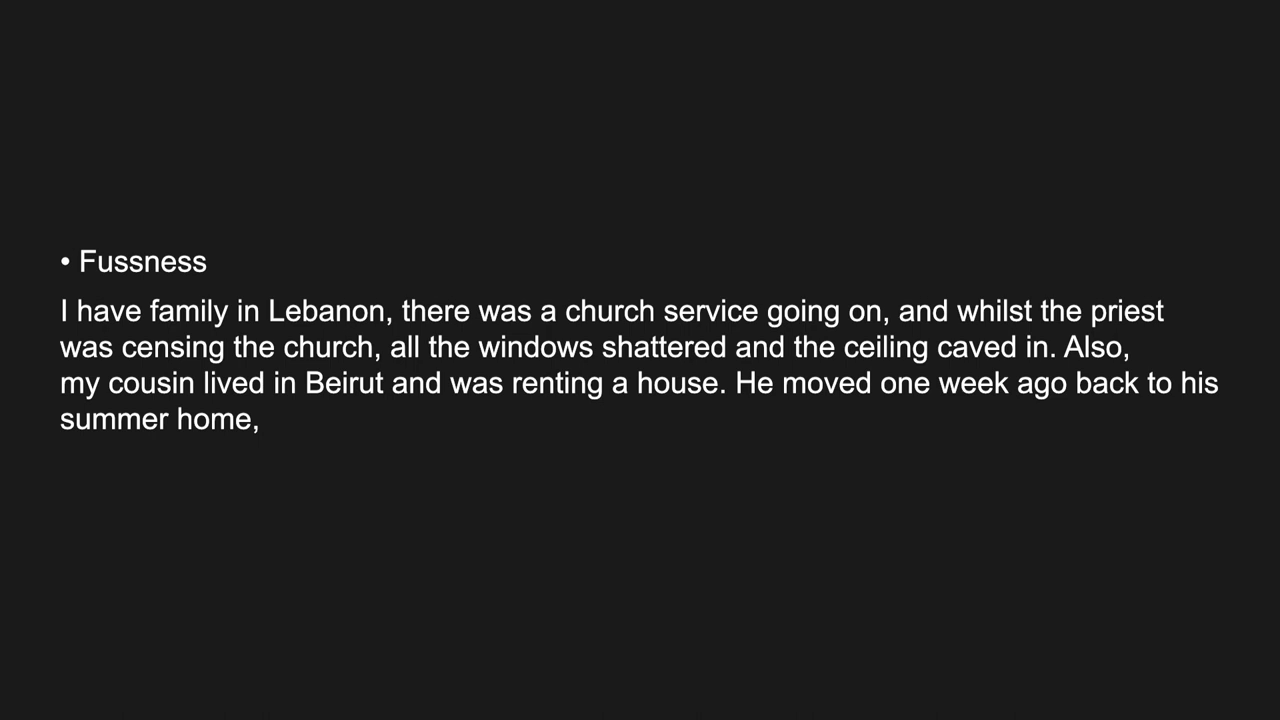 • Fussness
I have family in Lebanon, there was a church service going on, and whilst the priest
was censing the church, all the windows shattered and the ceiling caved in. Also,
my cousin lived in Beirut and was renting a house. He moved one week ago back to his
summer home,